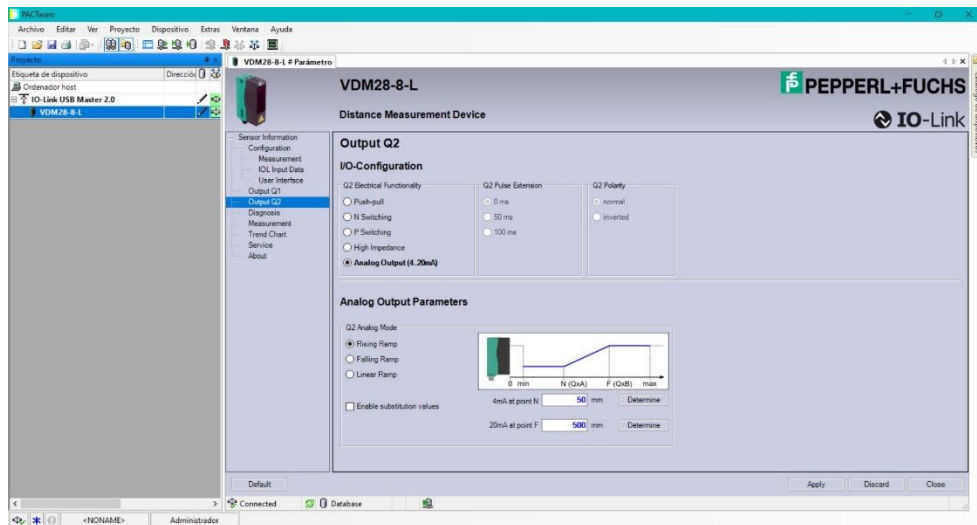 PACTware
Archivo Editar Ver Proyecto Dispositivo Extras Ventana Ayuda
Proyecto
Etiqueta de dispositivo Direcció
Ordenador host
IO-Link USB Master 2.0
VDM28-8-L
VDM28-8-L # Parámetro
VDM28-8-L
Distance Measurement Device
PEPPERL+FUCHS
IO-Link
Sensor Information
Configuration
Measurement
IOL Input Data
User Interface
Output Q1
Output Q2
Diagnosis
Measurement
Trend Chart
Service
About
Output Q2
I/O-Configuration
Q2 Electrical Functionality Q2 Pulse Extension Q2 Polarity
Push-pull 0 ms normal
N Switching 50 ms inverted
P Switching 100 ms
High Impedance
Analog Output (4..20mA)
Analog Output Parameters
Q2 Analog Mode
Rising Ramp
Falling Ramp
Linear Ramp
0 min N (QxA) F (QxB) max
4mA at point N 50 mm Determine
Enable substitution values
20mA at point F 500 mm Determine
Default Apply Discard Close
Connected Database
<NONAME> Administrador